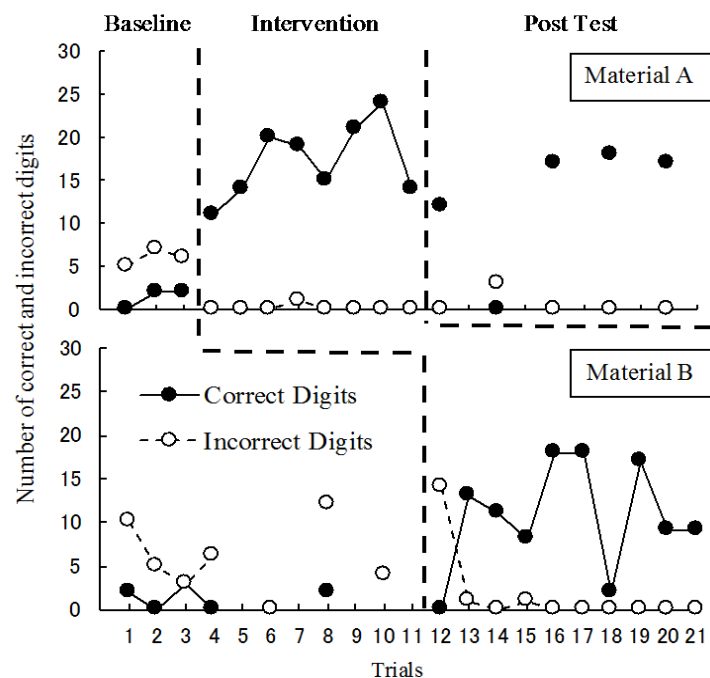 Baseline Intervention Post Test
Number of correct and incorrect digits
30
25
20
15
10
5
0
Material A
30
25
20
15
10
5
0
Material B
Correct Digits
Incorrect Digits
1 2 3 4 5 6 7 8 9 10 11 12 13 14 15 16 17 18 19 20 21
Trials